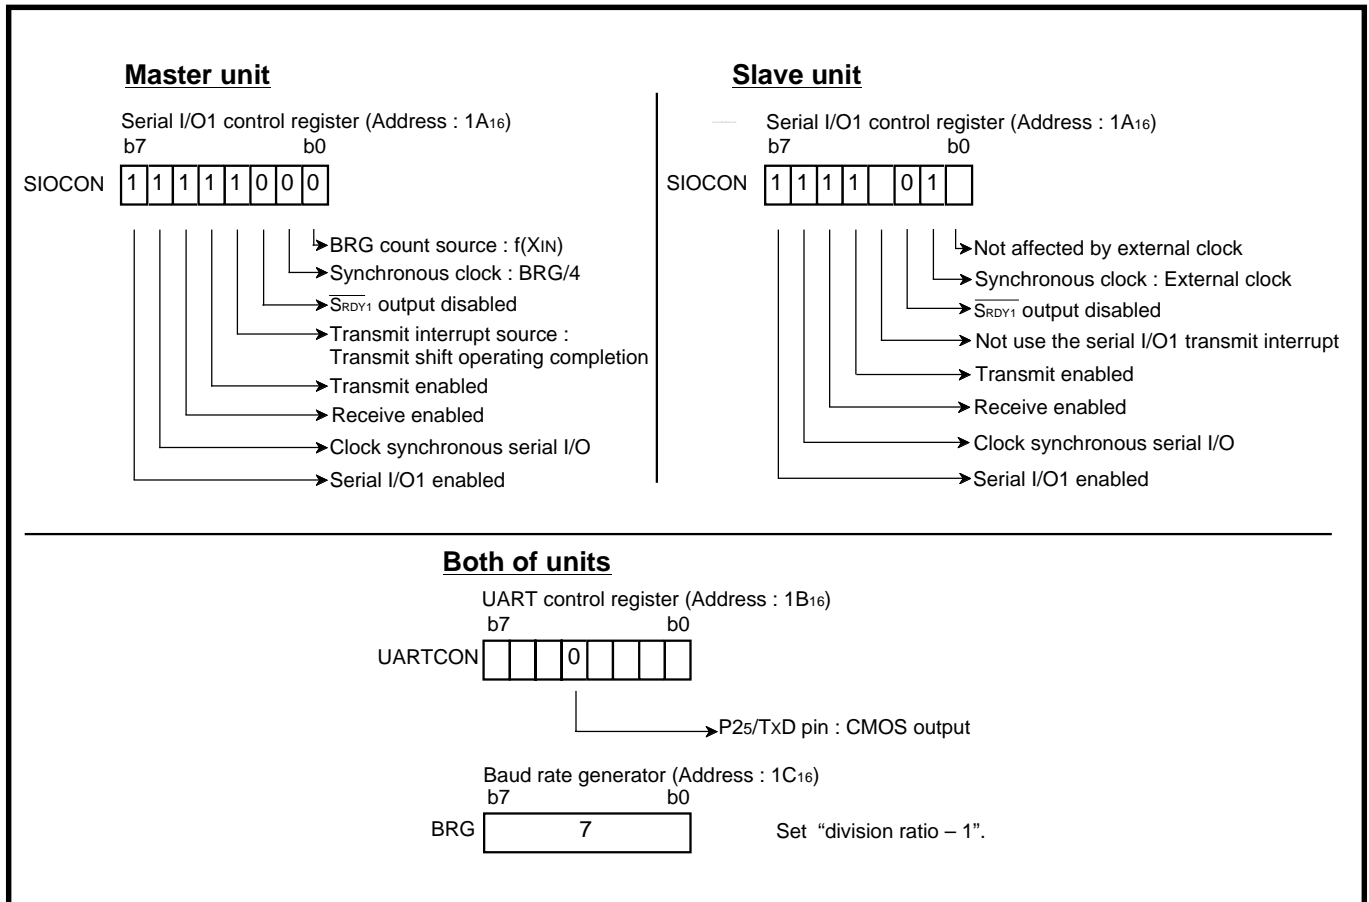 Master unit
Serial I/O1 control register (Address : 1A16)
b7 b0
SIOCON 1 1 1 1 1 0 0 0
BRG count source : f(XIN)
Synchronous clock : BRG/4
SRDY1 output disabled
Transmit interrupt source :
Transmit shift operating completion
Transmit enabled
Receive enabled
Clock synchronous serial I/O
Serial I/O1 enabled
Slave unit
Serial I/O1 control register (Address : 1A16)
b7 b0
SIOCON 1 1 1 1 0 1
Not affected by external clock
Synchronous clock : External clock
SRDY1 output disabled
Not use the serial I/O1 transmit interrupt
Transmit enabled
Receive enabled
Clock synchronous serial I/O
Serial I/O1 enabled
Both of units
UART control register (Address : 1B16)
b7 b0
UARTCON 0
P25/TXD pin : CMOS output
Baud rate generator (Address : 1C16)
b7 b0
BRG 7 Set “division ratio – 1”.